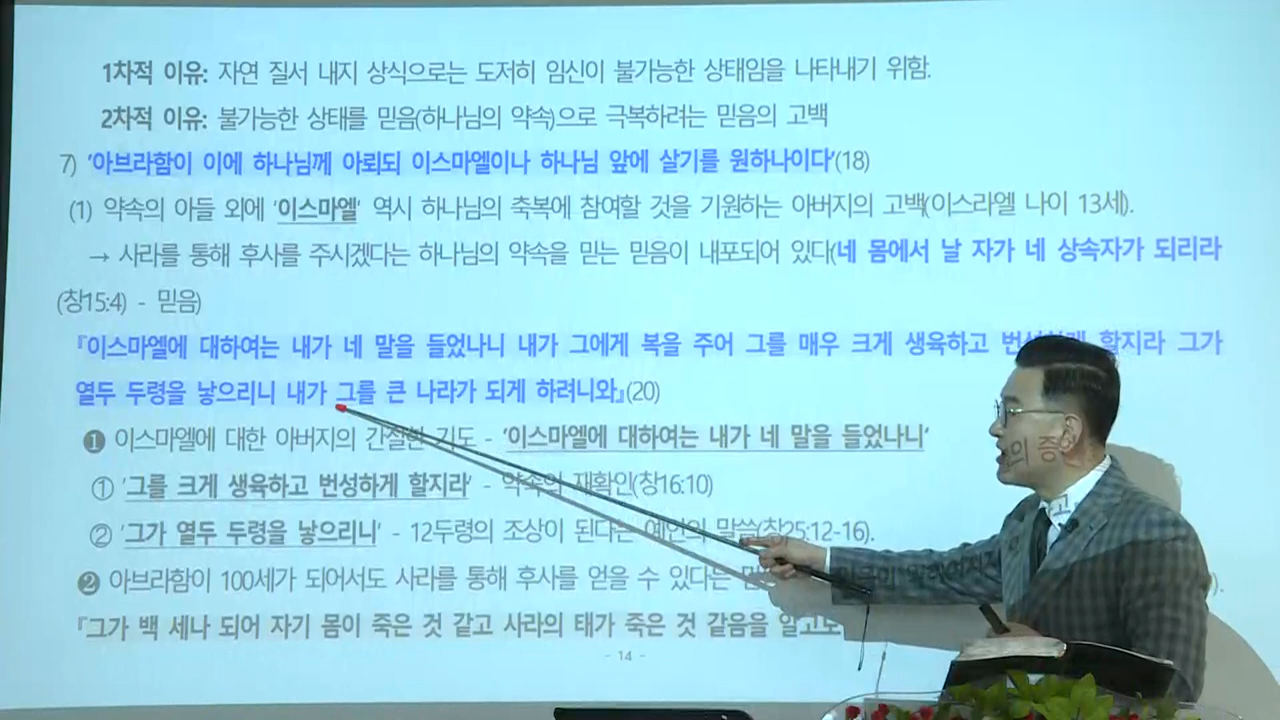 1차적 이유: 자연 질서 내지 상식으로는 도저히 임신이 불가능한 상태임을 나타내기 위함.
2차적 이유: 불가능한 상태를 믿음(하나님의 약속)으로 극복하려는 믿음의 고백
7) '아브라함이 이에 하나님께 아뢰되 이스마엘이나 하나님 앞에 살기를 원하나이다'(18)
(1) 약속의 아들 외에 '이스마엘' 역시 하나님의 축복에 참여할 것을 기원하는 아버지의 고백(이스라엘 나이 13세).
→ 사라를 통해 후사를 주시겠다는 하나님의 약속을 믿는 믿음이 내포되어 있다(네 몸에서 날 자가 네 상속자가 되리라
(창15:4) - 믿음)
『이스마엘에 대하여는 내가 네 말을 들었나니 내가 그에게 복을 주어 그를 매우 크게 생육하고 번성하게 할지라 그가
열두 두령을 낳으리니 내가 그를 큰 나라가 되게 하려니와』(20)
❶ 이스마엘에 대한 아버지의 간절한 기도 - '이스마엘에 대하여는 내가 네 말을 들었나니'
① '그를 크게 생육하고 번성하게 할지라' - 약속의 재확인(창16:10)
② '그가 열두 두령을 낳으리니' - 12두령의 조상이 된다는 예언의 말씀(창25:12-16).
❷ 아브라함이 100세가 되어서도 사라를 통해 후사를 얻을 수 있다는
『그가 백 세나 되어 자기 몸이 죽은 것 같고 사라의 태가 죽은 것 같음을 알고도
- 14 -